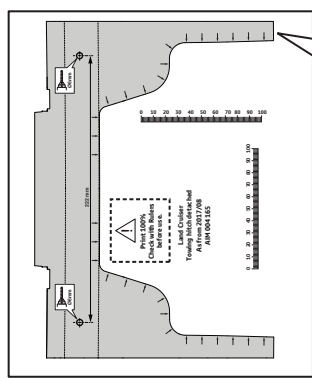 222 mm
0 10 20 30 40 50 60 70 80 90 100
Print 100%
Check with Rulers
before use.
Land Cruiser
Towing hitch detached
As from 2017/08
AIM 004 165
0 10 20 30 40 50 60 70 80 90 100